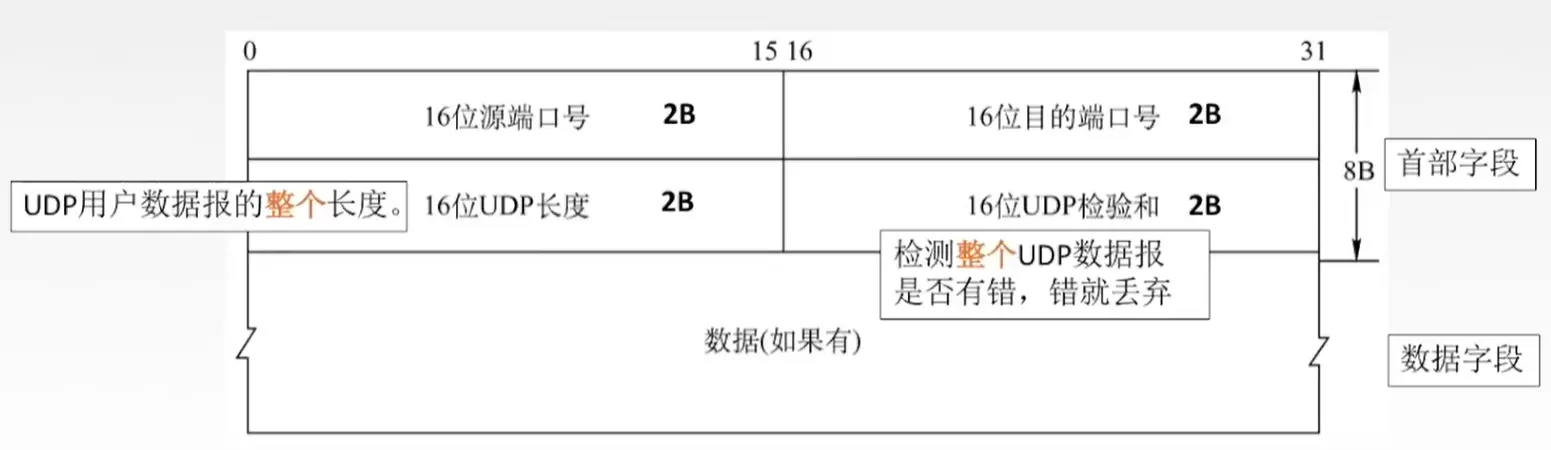 0
15 16
31
16位源端口号 2B
16位目的端口号 2B
8B
首部字段
UDP用户数据报的整个长度。
16位UDP长度 2B
16位UDP检验和 2B
检测整个UDP数据报
是否有错，错就丢弃
数据(如果有)
数据字段